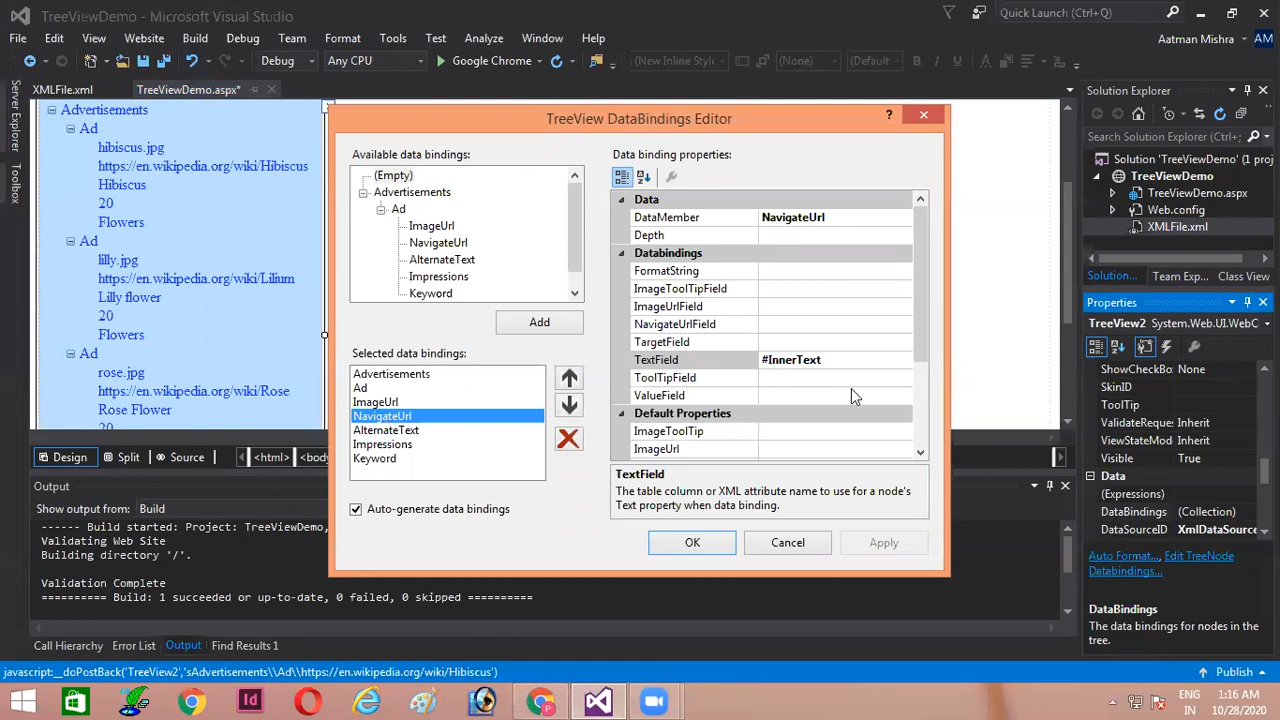 TreeViewDemo - Microsoft Visual Studio
Quick Launch (Ctrl+Q)
File Edit View Website Build Debug Team Format Tools Test Analyze Window Help
Aatman Mishra AM
Debug Any CPU Google Chrome (New Inline Style (None) (Default
Server Explorer
Toolbox
XMLFile.xml TreeViewDemo.aspx*
Advertisements
Ad
hibiscus.jpg
https://en.wikipedia.org/wiki/Hibiscus
Hibiscus
20
Flowers
Ad
lilly.jpg
https://en.wikipedia.org/wiki/Lilium
Lilly flower
20
Flowers
Ad
rose.jpg
https://en.wikipedia.org/wiki/Rose
Rose Flower
20
Design Split Source <html> <body
Output
Show output from: Build
------ Build started: Project: TreeViewDemo,
Validating Web Site
Building directory '/'.
Validation Complete
========== Build: 1 succeeded or up-to-date, 0 failed, 0 skipped ==========
Call Hierarchy Error List Output Find Results 1
TreeView DataBindings Editor
?
Available data bindings:
(Empty)
Advertisements
Ad
ImageUrl
NavigateUrl
AlternateText
Impressions
Keyword
Add
Selected data bindings:
Advertisements
Ad
ImageUrl
NavigateUrl
AlternateText
Impressions
Keyword
Auto-generate data bindings
Data binding properties:
Data
DataMember NavigateUrl
Depth
Databindings
FormatString
ImageToolTipField
ImageUrlField
NavigateUrlField
TargetField
TextField #InnerText
ToolTipField
ValueField
Default Properties
ImageToolTip
ImageUrl
TextField
The table column or XML attribute name to use for a node's
Text property when data binding.
OK Cancel Apply
Solution Explorer
Search Solution Explorer (Ctrl+;)
Solution 'TreeViewDemo' (1 proj
TreeViewDemo
TreeViewDemo.aspx
Web.config
XMLFile.xml
Solution... Team Exp... Class View
Properties
TreeView2 System.Web.UI.WebC
ShowCheckBo None
SkinID
ToolTip
ValidateReque Inherit
ViewStateMod Inherit
Visible True
Data
(Expressions)
DataBindings (Collection)
DataSourceID XmlDataSource
Auto Format..., Edit TreeNode
Databindings...
DataBindings
The data bindings for nodes in the
tree.
javascript:__doPostBack('TreeView2','sAdvertisements\\Ad\\https://en.wikipedia.org/wiki/Hibiscus')
Publish
ENG
IN
1:16 AM
10/28/2020